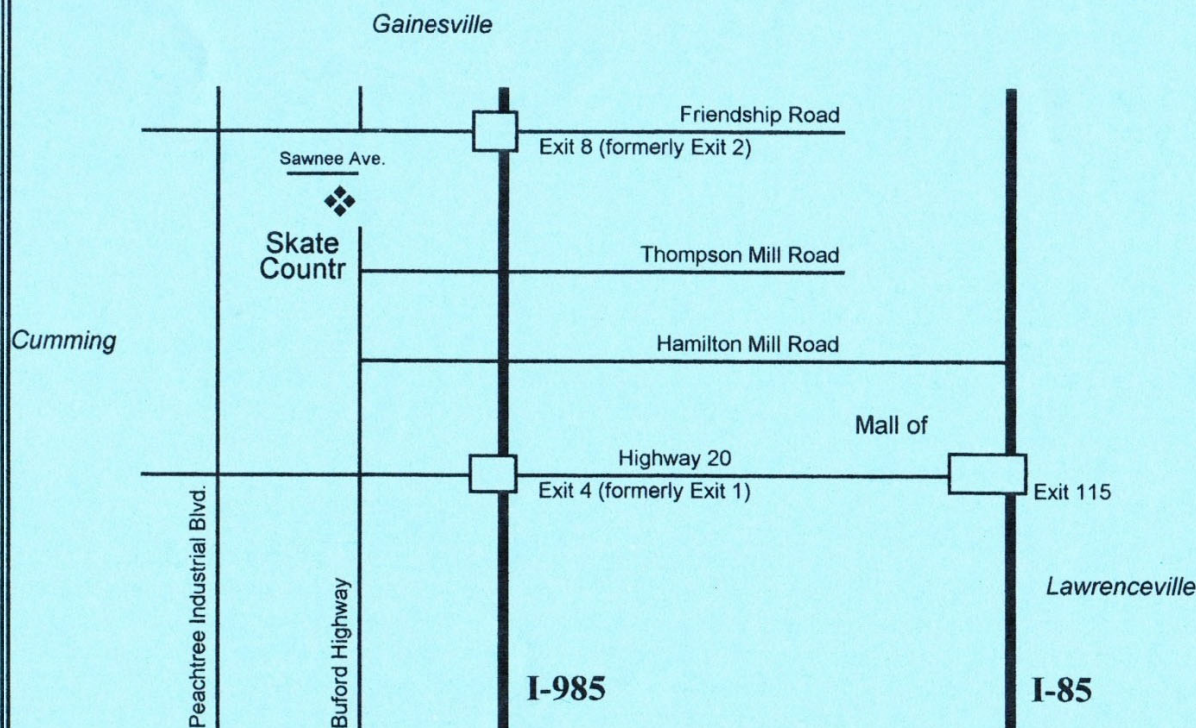 Gainesville
Friendship Road
Exit 8 (formerly Exit 2)
Sawnee Ave.
Skate
Countr
Thompson Mill Road
Cumming
Hamilton Mill Road
Mall of
Highway 20
Exit 4 (formerly Exit 1)
Exit 115
Peachtree Industrial Blvd.
Buford Highway
Lawrenceville
I-985
I-85